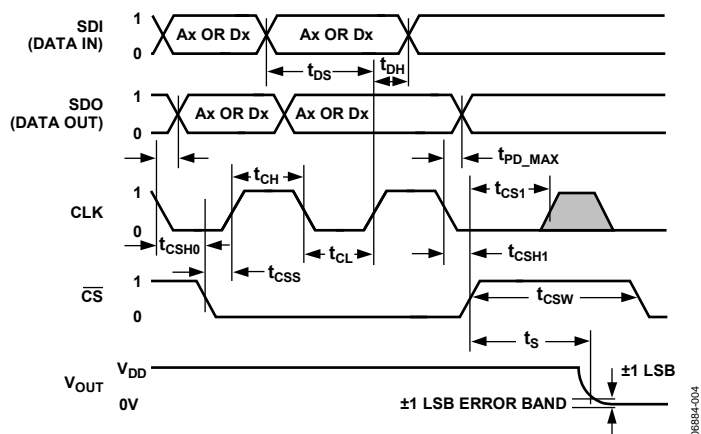 SDI
(DATA IN)
1
0
Ax OR Dx
Ax OR Dx
tDS
tDH
SDO
(DATA OUT)
1
0
Ax OR Dx
Ax OR Dx
tPD_MAX
tCH
tCS1
CLK
1
0
tCSH0
tCSS
tCL
tCSH1
CS
1
0
tCSW
tS
VOUT
VDD
0V
±1 LSB
±1 LSB ERROR BAND
06884-004